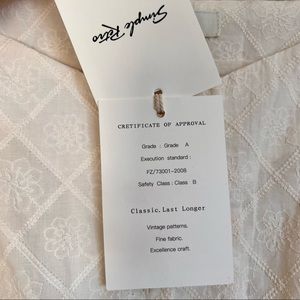 Simple Retro
CRETIFICATE OF APPROVAL
Grade : Grade A
Execution standard :
FZ/73001-2008
Safety Class : Class : B
Classic, Last Longer
Vintage patterns.
Fine fabric.
Excellence craft.